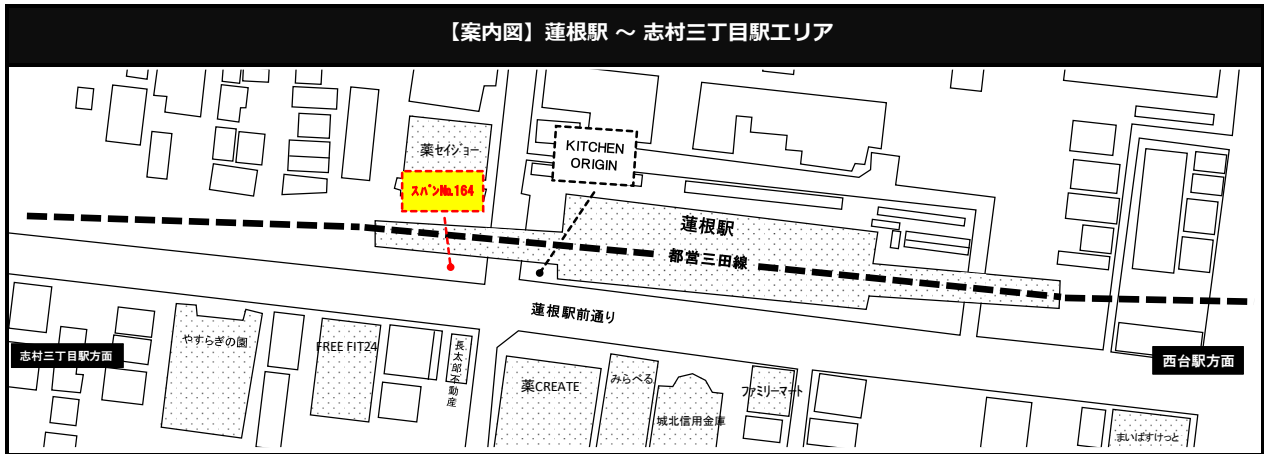 【案内図】蓮根駅 ～ 志村三丁目駅エリア
薬セイジョー
KITCHEN
ORIGIN
スパンNo.164
蓮根駅
都営三田線
蓮根駅前通り
やすらぎの園
FREE FIT24
長太郎不動産
志村三丁目駅方面
西台駅方面
薬CREATE
みらべる
ファミリーマート
城北信用金庫
まいばすけっと